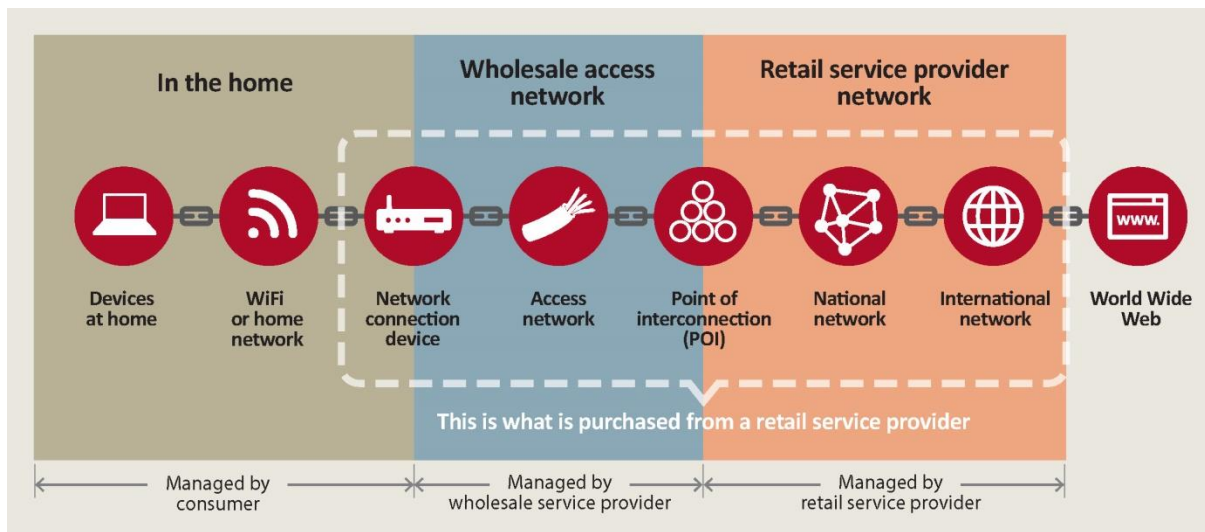 In the home
Wholesale access
network
Retail service provider
network
WWW.
Devices
at home
WiFi
or home
network
Network
connection
device
Access
network
Point of
interconnection
(POI)
National
network
International
network
World Wide
Web
This is what is purchased from a retail service provider
Managed by
consumer
Managed by
wholesale service provider
Managed by
retail service provider